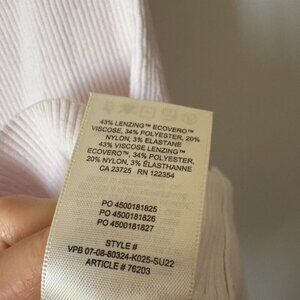 43% LENZING™ ECOVERO™
VISCOSE, 34% POLYESTER, 20%
NYLON, 3% ELASTANE
43% LENZING™ VISCOSE
ECOVERO™, 34% POLYESTER,
20% NYLON, 3% ÉLASTHANNE
CA 23725 RN 122354
PO 4500181825
PO 4500181826
PO 4500181827
STYLE #
VPB 07-08-80324-K025-SU22
ARTICLE # 76203